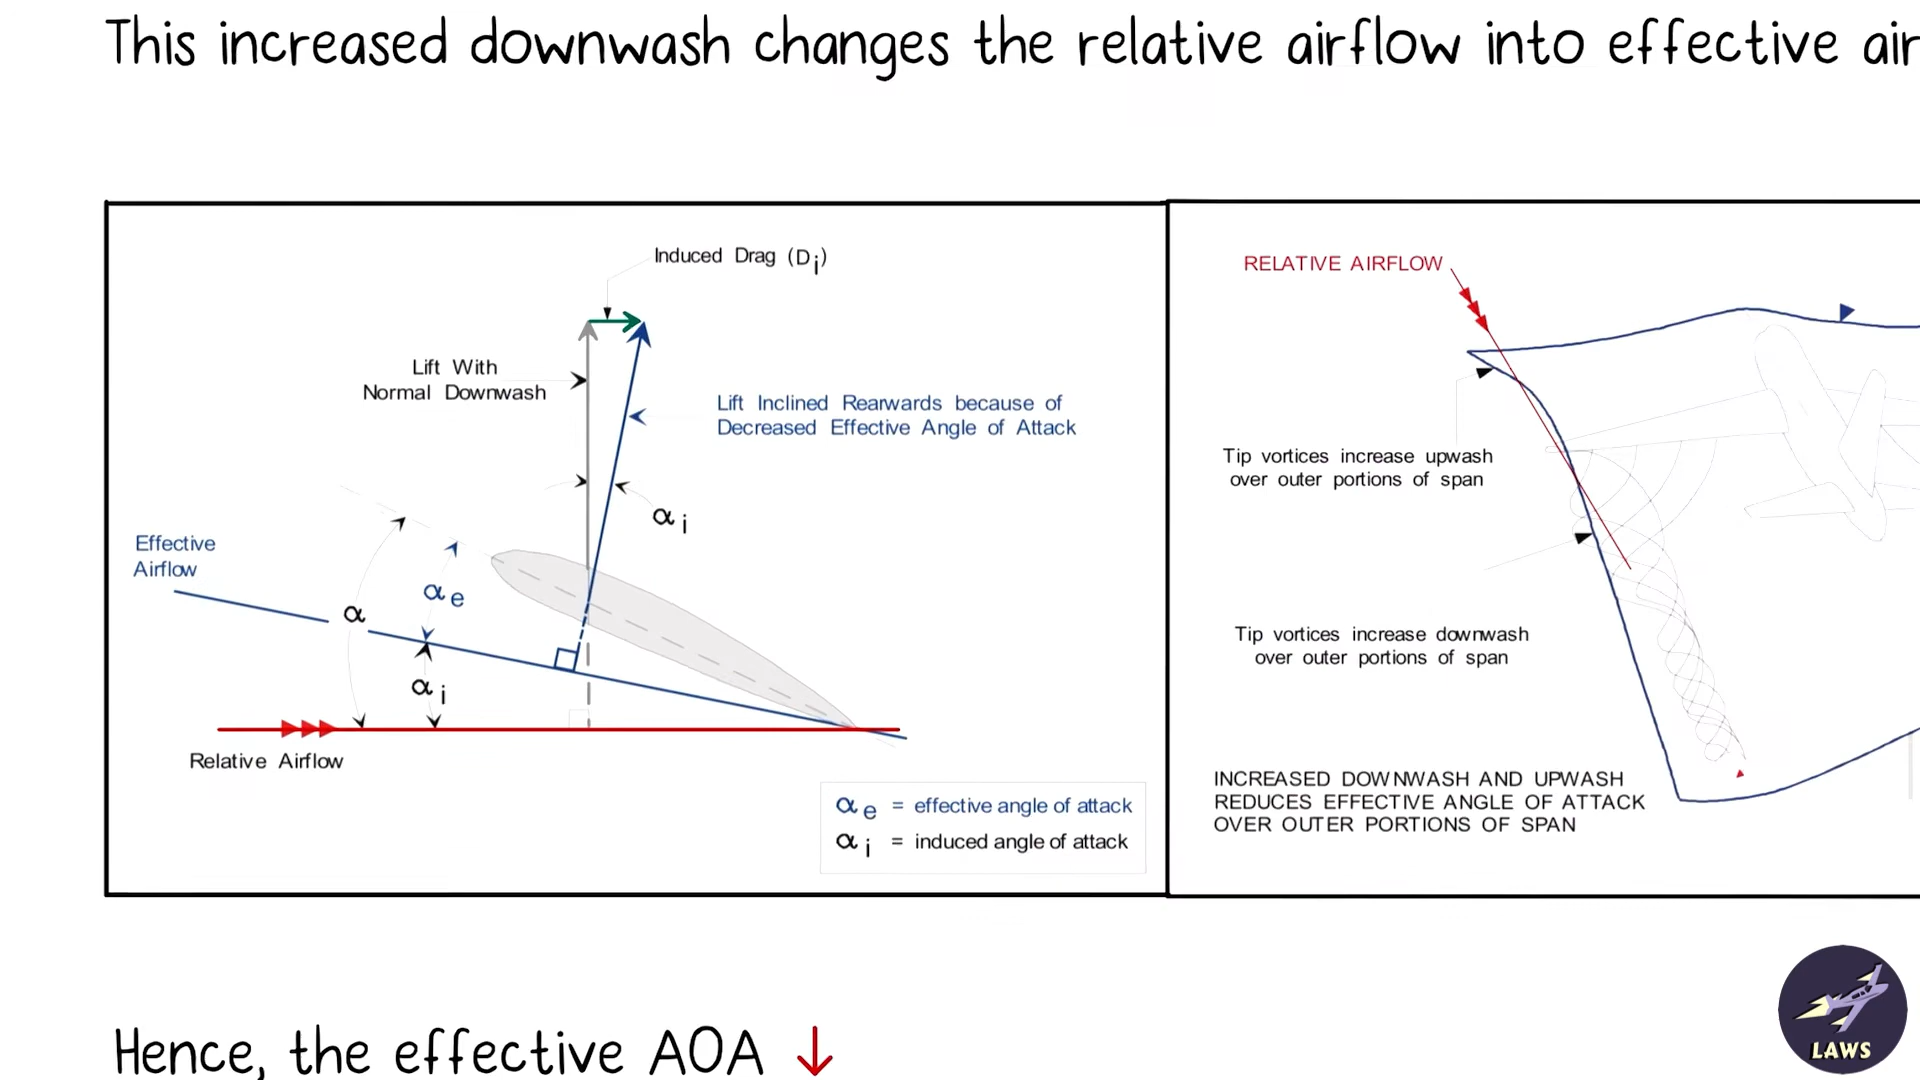 This increased downwash changes the relative airflow into effective air
Induced Drag (Di)
Lift With
Normal Downwash
Lift Inclined Rearwards because of
Decreased Effective Angle of Attack
αi
Effective
Airflow
αe
α
αi
Relative Airflow
αe = effective angle of attack
αi = induced angle of attack
RELATIVE AIRFLOW
Tip vortices increase upwash
over outer portions of span
Tip vortices increase downwash
over outer portions of span
INCREASED DOWNWASH AND UPWASH
REDUCES EFFECTIVE ANGLE OF ATTACK
OVER OUTER PORTIONS OF SPAN
Hence, the effective AOA ↓
LAWS